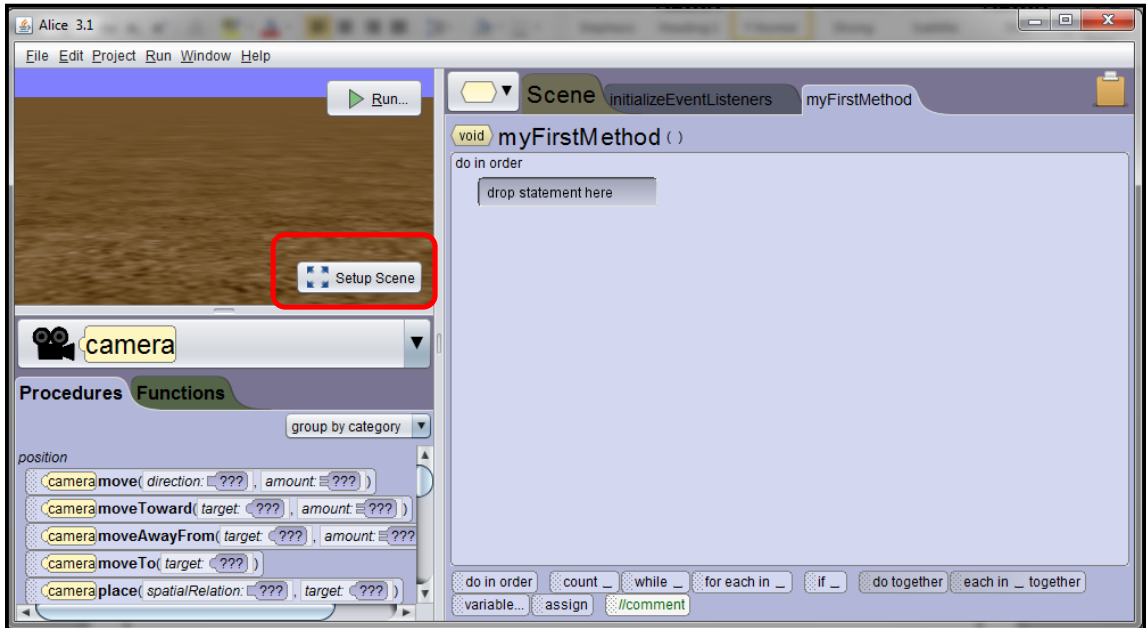 Alice 3.1
File Edit Project Run Window Help
Run...
Setup Scene
camera
Procedures Functions
group by category
position
camera move( direction: ??? , amount: ??? )
camera moveToward( target: ??? , amount: ??? )
camera moveAwayFrom( target: ??? , amount: ???
camera moveTo( target: ??? )
camera place( spatialRelation: ??? , target: ??? )
Scene initializeEventListeners myFirstMethod
void myFirstMethod ( )
do in order
drop statement here
do in order count _ while _ for each in _ if _ do together each in _ together
variable... assign //comment